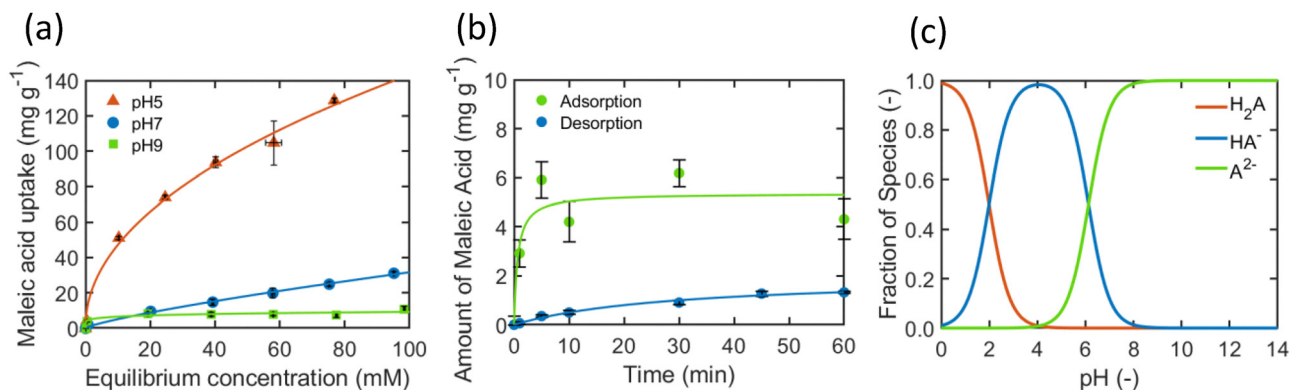 (a)
Maleic acid uptake (mg g⁻¹)
140
120
100
80
60
40
20
0
pH5
pH7
pH9
0 20 40 60 80 100
Equilibrium concentration (mM)
(b)
Amount of Maleic Acid (mg g⁻¹)
10
8
6
4
2
0
Adsorption
Desorption
0 10 20 30 40 50 60
Time (min)
(c)
Fraction of Species (-)
1.0
0.8
0.6
0.4
0.2
0.0
H₂A
HA⁻
A²⁻
0 2 4 6 8 10 12 14
pH (-)